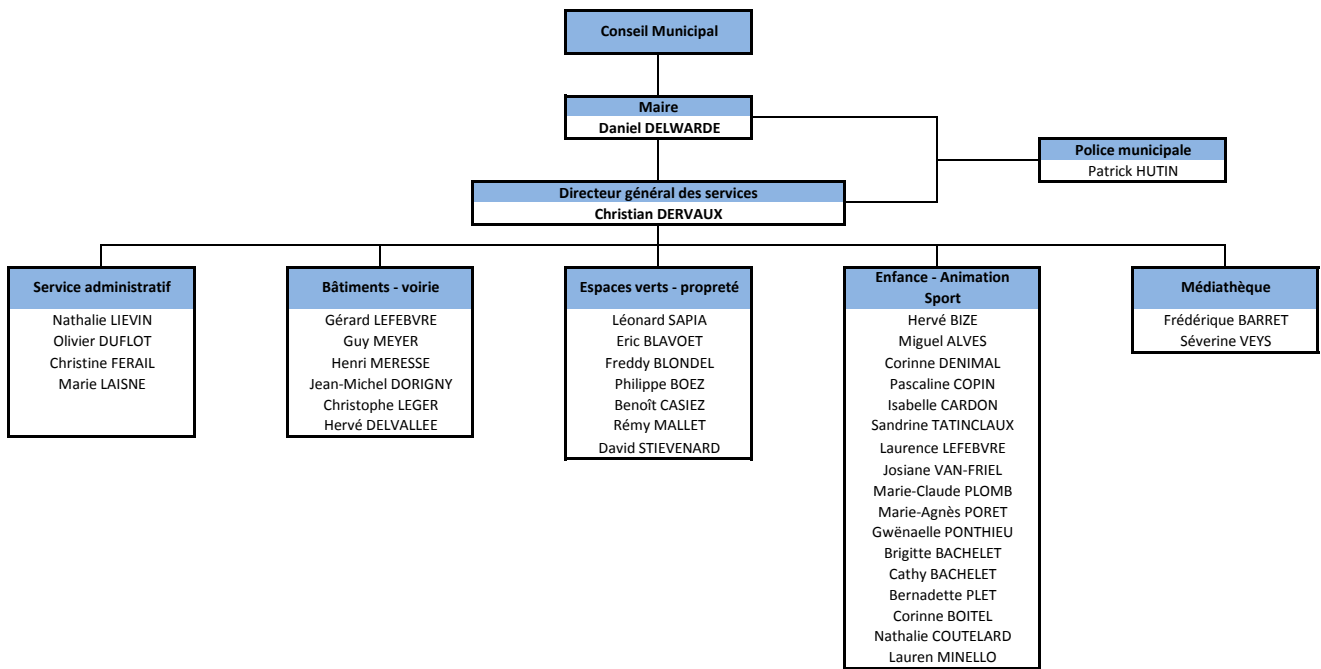 Conseil Municipal
Maire
Daniel DELWARDE
Police municipale
Patrick HUTIN
Directeur général des services
Christian DERVAUX
Service administratif
Nathalie LIEVIN
Olivier DUFLOT
Christine FERAIL
Marie LAISNE
Bâtiments - voirie
Gérard LEFEBVRE
Guy MEYER
Henri MERESSE
Jean-Michel DORIGNY
Christophe LEGER
Hervé DELVALLEE
Espaces verts - propreté
Léonard SAPIA
Eric BLAVOET
Freddy BLONDEL
Philippe BOEZ
Benoît CASIEZ
Rémy MALLET
David STIEVENARD
Enfance - Animation
Sport
Hervé BIZE
Miguel ALVES
Corinne DENIMAL
Pascaline COPIN
Isabelle CARDON
Sandrine TATINCLAUX
Laurence LEFEBVRE
Josiane VAN-FRIEL
Marie-Claude PLOMB
Marie-Agnès PORET
Gwënaelle PONTHIEU
Brigitte BACHELET
Cathy BACHELET
Bernadette PLET
Corinne BOITEL
Nathalie COUTELARD
Lauren MINELLO
Médiathèque
Frédérique BARRET
Séverine VEYS